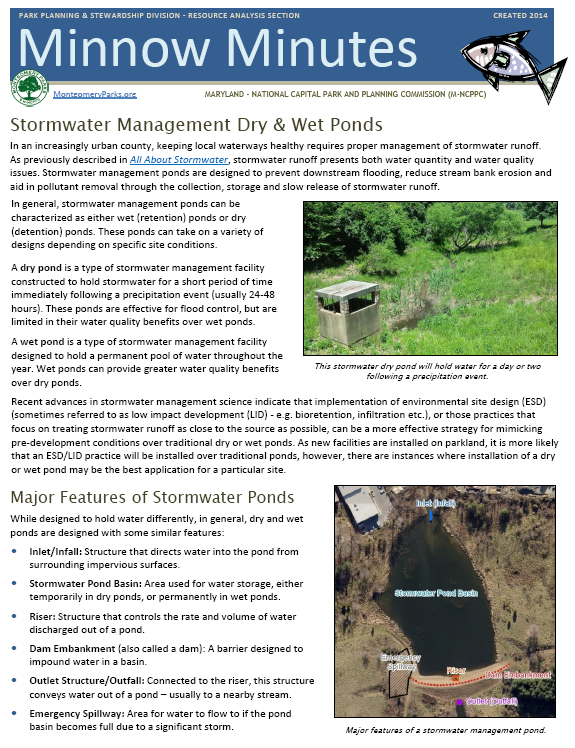 PARK PLANNING & STEWARDSHIP DIVISION - RESOURCE ANALYSIS SECTION
CREATED 2014
Minnow Minutes
MontgomeryParks.org
MARYLAND - NATIONAL CAPITAL PARK AND PLANNING COMMISSION (M-NCPPC)
Stormwater Management Dry & Wet Ponds
In an increasingly urban county, keeping local waterways healthy requires proper management of stormwater runoff.
As previously described in All About Stormwater, stormwater runoff presents both water quantity and water quality
issues. Stormwater management ponds are designed to prevent downstream flooding, reduce stream bank erosion and
aid in pollutant removal through the collection, storage and slow release of stormwater runoff.
In general, stormwater management ponds can be
characterized as either wet (retention) ponds or dry
(detention) ponds. These ponds can take on a variety of
designs depending on specific site conditions.
A dry pond is a type of stormwater management facility
constructed to hold stormwater for a short period of time
immediately following a precipitation event (usually 24-48
hours). These ponds are effective for flood control, but are
limited in their water quality benefits over wet ponds.
A wet pond is a type of stormwater management facility
designed to hold a permanent pool of water throughout the
year. Wet ponds can provide greater water quality benefits
over dry ponds.
This stormwater dry pond will hold water for a day or two
following a precipitation event.
Recent advances in stormwater management science indicate that implementation of environmental site design (ESD)
(sometimes referred to as low impact development (LID) - e.g. bioretention, infiltration etc.), or those practices that
focus on treating stormwater runoff as close to the source as possible, can be a more effective strategy for mimicking
pre-development conditions over traditional dry or wet ponds. As new facilities are installed on parkland, it is more likely
that an ESD/LID practice will be installed over traditional ponds, however, there are instances where installation of a dry
or wet pond may be the best application for a particular site.
Major Features of Stormwater Ponds
While designed to hold water differently, in general, dry and wet
ponds are designed with some similar features:
• Inlet/Infall: Structure that directs water into the pond from
surrounding impervious surfaces.
• Stormwater Pond Basin: Area used for water storage, either
temporarily in dry ponds, or permanently in wet ponds.
• Riser: Structure that controls the rate and volume of water
discharged out of a pond.
• Dam Embankment (also called a dam): A barrier designed to
impound water in a basin.
• Outlet Structure/Outfall: Connected to the riser, this structure
conveys water out of a pond – usually to a nearby stream.
• Emergency Spillway: Area for water to flow to if the pond
basin becomes full due to a significant storm.
Inlet (Infall)
Stormwater Pond Basin
Emergency
Spillway
Riser
Dam Embankment
Outlet (Outfall)
Major features of a stormwater management pond.